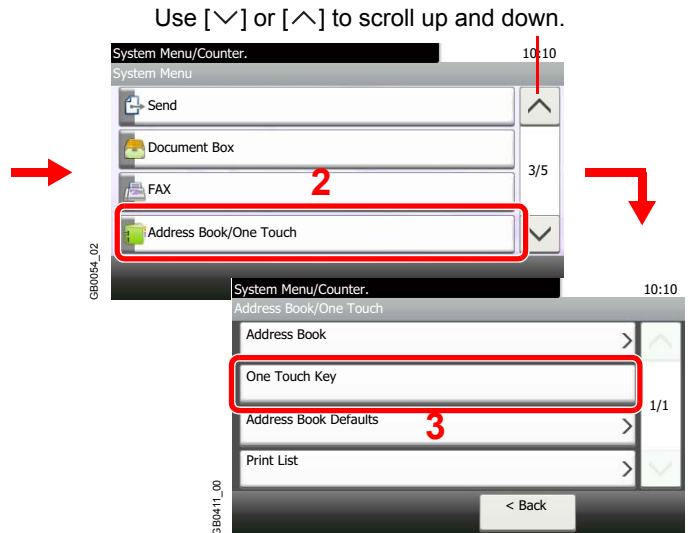 Use [∨] or [∧] to scroll up and down.
System Menu/Counter. 10:10
System Menu
Send
Document Box
3/5
FAX
2
Address Book/One Touch
GB0054_02
System Menu/Counter. 10:10
Address Book/One Touch
Address Book
One Touch Key
1/1
Address Book Defaults
3
Print List
GB0411_00
< Back